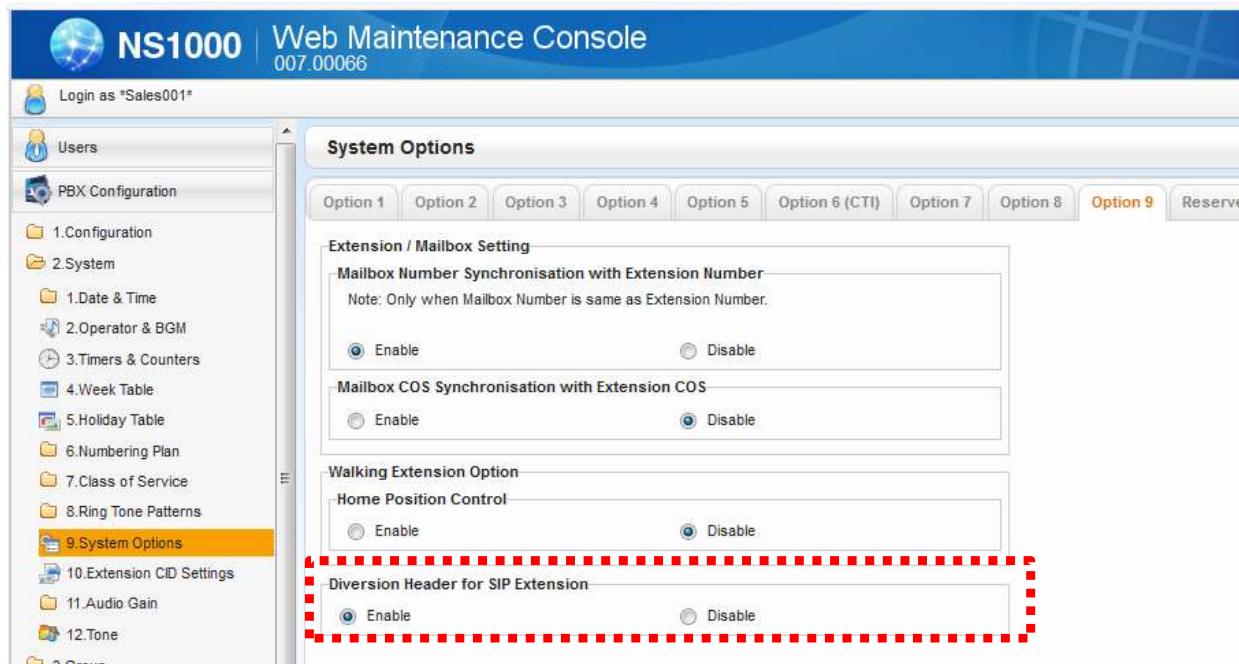 NS1000 Web Maintenance Console
007.00066
Login as *Sales001*
Users
PBX Configuration
1.Configuration
2.System
1.Date & Time
2.Operator & BGM
3.Timers & Counters
4.Week Table
5.Holiday Table
6.Numbering Plan
7.Class of Service
8.Ring Tone Patterns
9.System Options
10.Extension CID Settings
11.Audio Gain
12.Tone
System Options
Option 1 Option 2 Option 3 Option 4 Option 5 Option 6 (CTI) Option 7 Option 8 Option 9 Reserve
Extension / Mailbox Setting
Mailbox Number Synchronisation with Extension Number
Note: Only when Mailbox Number is same as Extension Number.
Enable Disable
Mailbox COS Synchronisation with Extension COS
Enable Disable
Walking Extension Option
Home Position Control
Enable Disable
Diversion Header for SIP Extension
Enable Disable